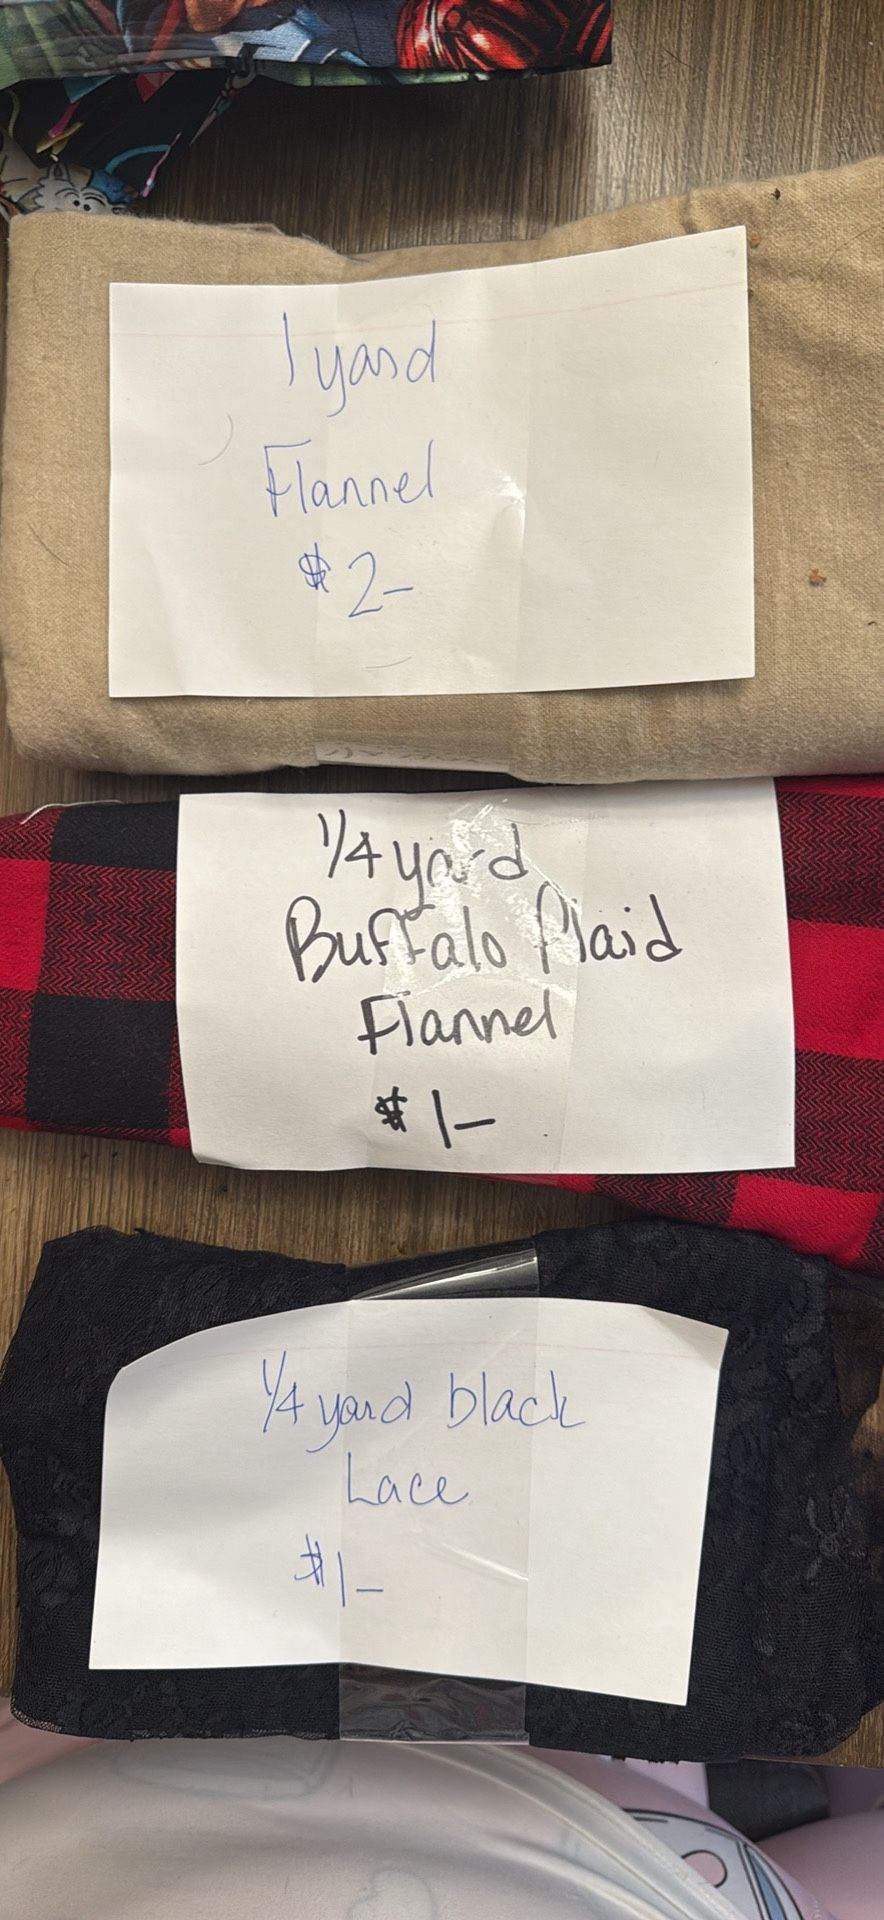 1 yard
Flannel
$2-
1/4 yard
Buffalo Plaid
Flannel
$1-
1/4 yard black
Lace
$1-